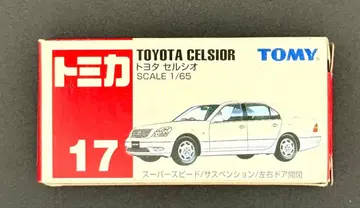 トミカ
17
TOYOTA CELSIOR
トヨタ セルシオ
SCALE 1/65
TOMY
スーパースピード/サスペンション/左右ドア開閉